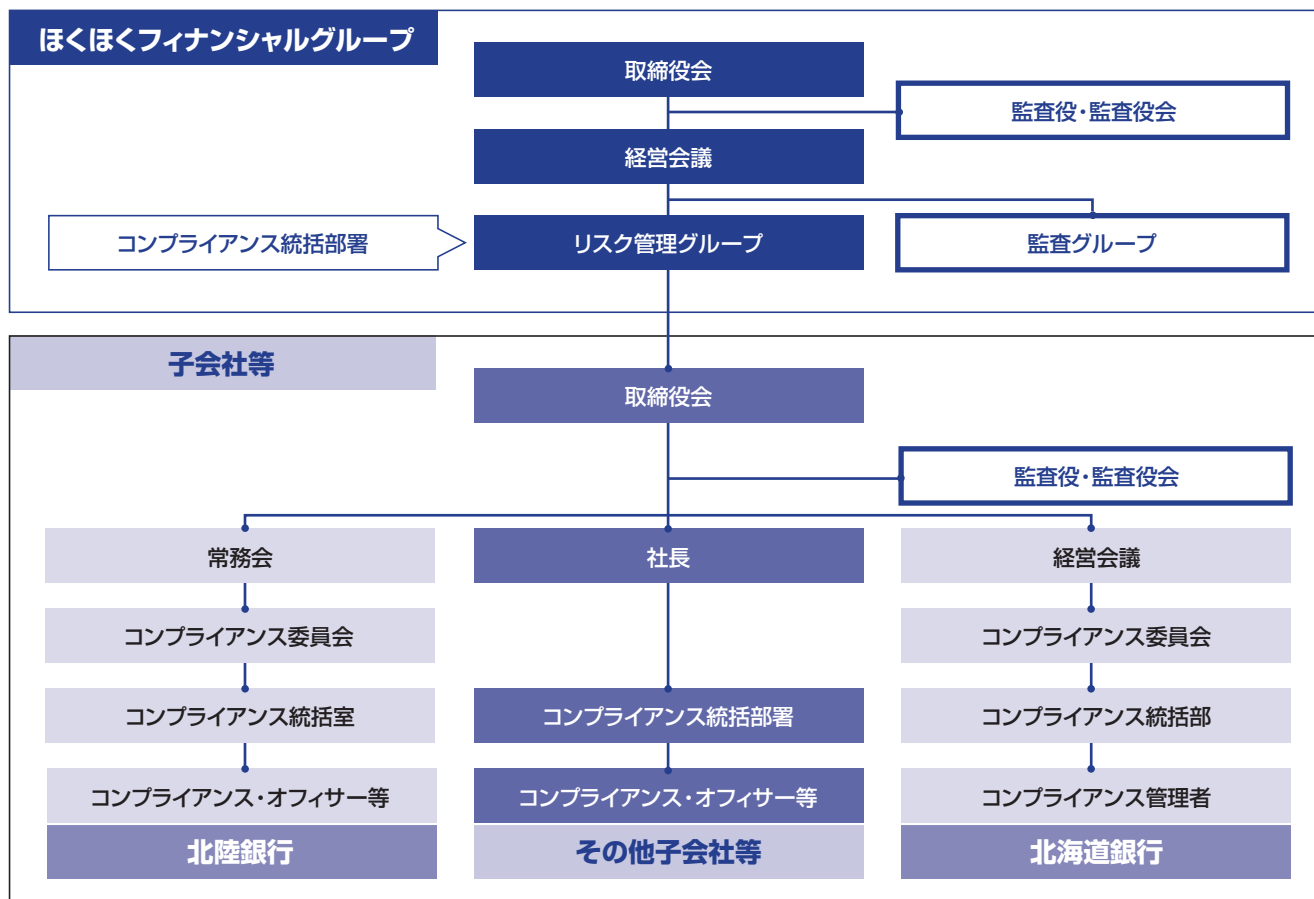 ほくほくフィナンシャルグループ
取締役会
監査役・監査役会
経営会議
コンプライアンス統括部署
リスク管理グループ
監査グループ
子会社等
取締役会
監査役・監査役会
常務会
社長
経営会議
コンプライアンス委員会
コンプライアンス委員会
コンプライアンス統括室
コンプライアンス統括部署
コンプライアンス統括部
コンプライアンス・オフィサー等
コンプライアンス・オフィサー等
コンプライアンス管理者
北陸銀行
その他子会社等
北海道銀行